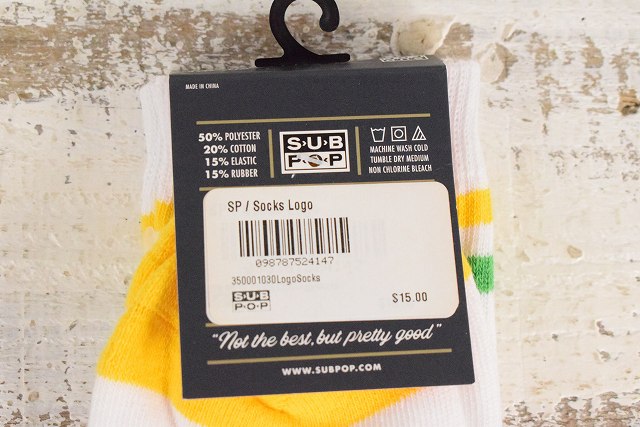 MADE IN CHINA
50% POLYESTER
20% COTTON
15% ELASTIC
15% RUBBER
SUB
POP
MACHINE WASH COLD
TUMBLE DRY MEDIUM
NON CHLORINE BLEACH
SP / Socks Logo
098787524147
350001030LogoSocks
SUB
POP
$15.00
"Not the best, but pretty good"
WWW.SUBPOP.COM